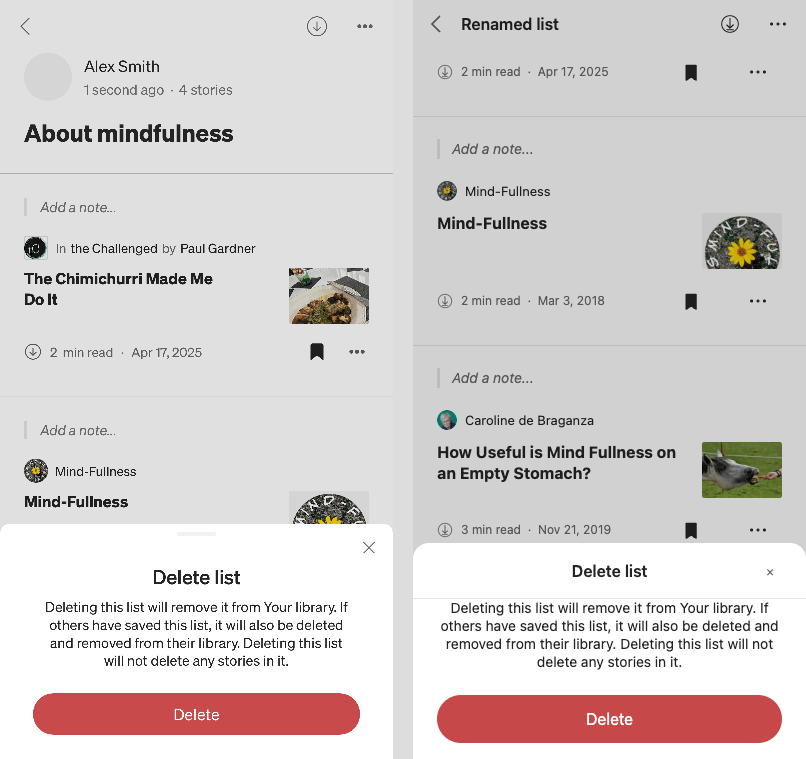 Alex Smith
1 second ago · 4 stories
About mindfulness
Add a note...
In the Challenged by Paul Gardner
The Chimichurri Made Me
Do It
2 min read · Apr 17, 2025
Add a note...
Mind-Fullness
Mind-Fullness
MIND-FU
Delete list
Deleting this list will remove it from Your library. If
others have saved this list, it will also be deleted
and removed from their library. Deleting this list
will not delete any stories in it.
Delete
Renamed list
2 min read · Apr 17, 2025
Add a note...
Mind-Fullness
Mind-Fullness
SMIND-FUL
2 min read · Mar 3, 2018
Add a note...
Caroline de Braganza
How Useful is Mind Fullness on
an Empty Stomach?
3 min read · Nov 21, 2019
Delete list
Deleting this list will remove it from Your library. If
others have saved this list, it will also be deleted and
removed from their library. Deleting this list will not
delete any stories in it.
Delete